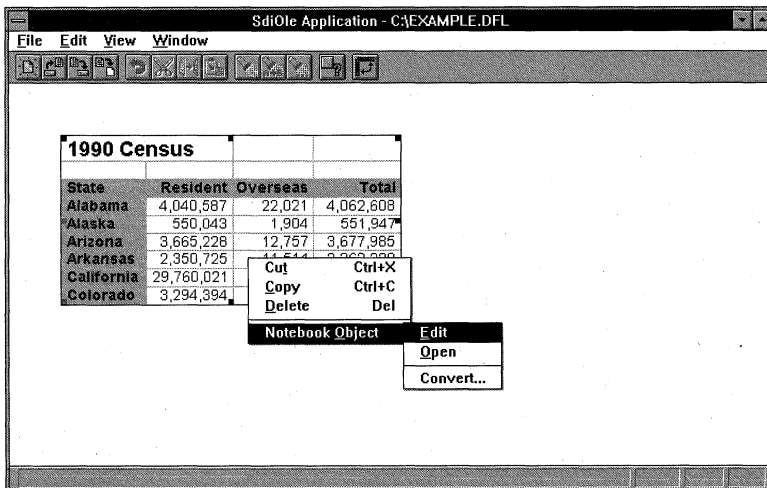 SdiOle Application - C:\EXAMPLE.DFL
File Edit View Window
1990 Census
State Resident Overseas Total
Alabama 4,040,587 22,021 4,062,608
Alaska 550,043 1,904 551,947
Arizona 3,665,228 12,757 3,677,985
Arkansas 2,350,725
California 29,760,021
Colorado 3,294,394
Cut Ctrl+X
Copy Ctrl+C
Delete Del
Notebook Object
Edit
Open
Convert...